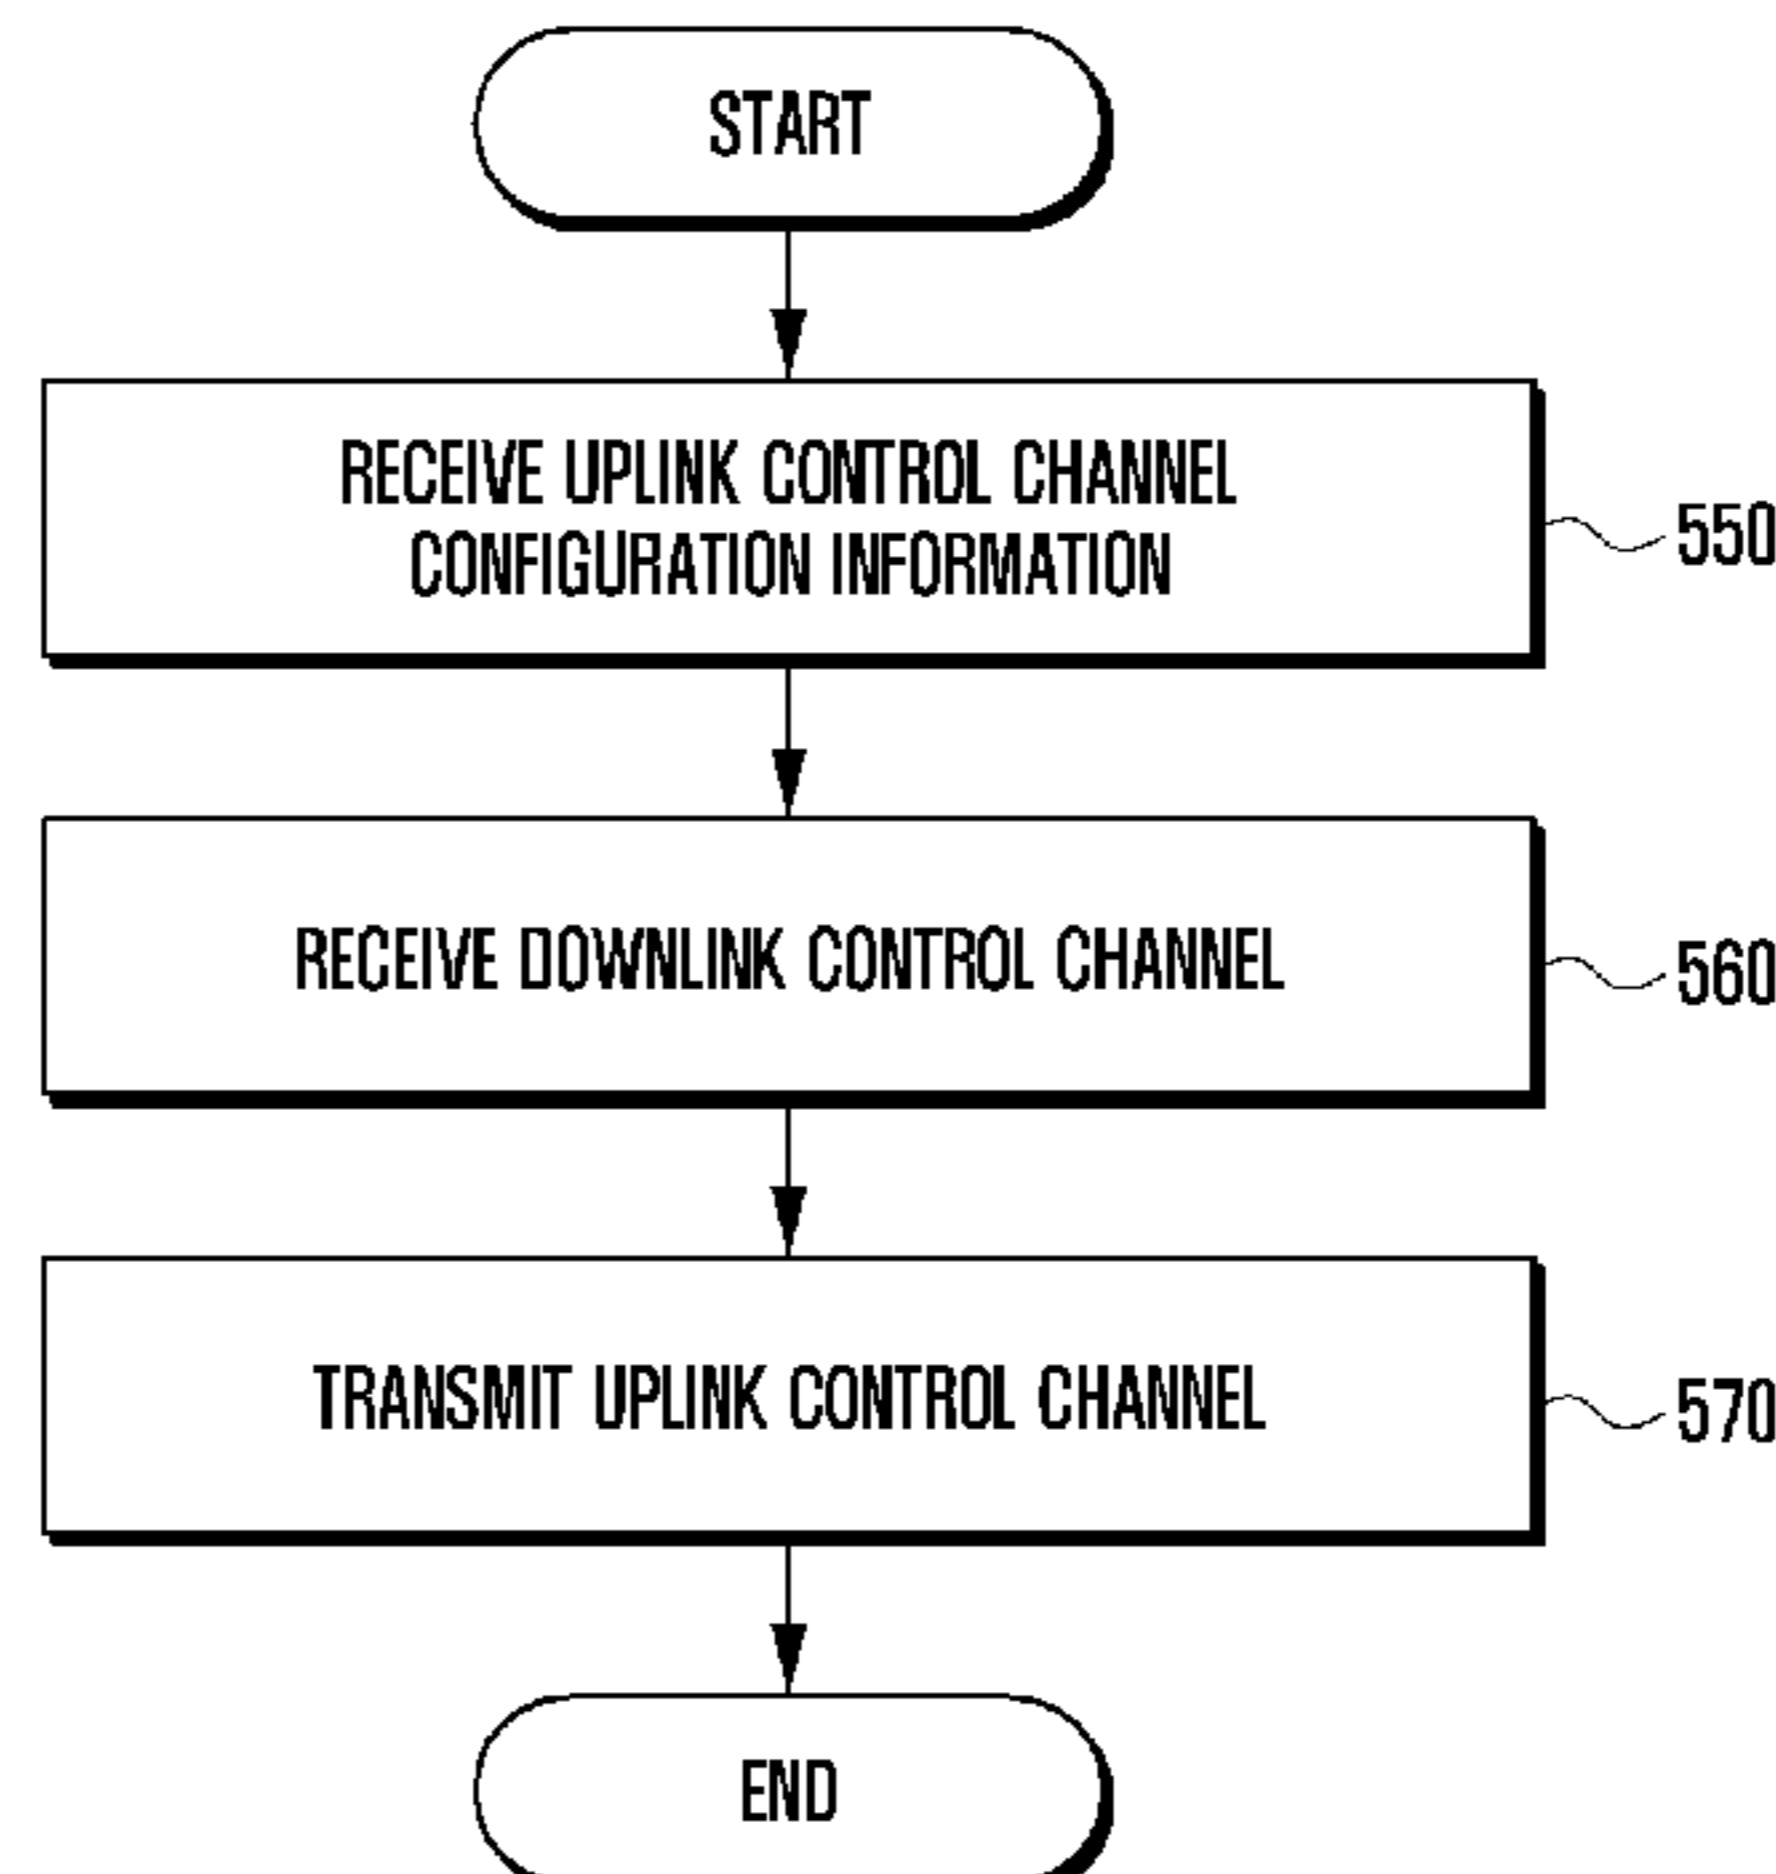 START
RECEIVE UPLINK CONTROL CHANNEL
CONFIGURATION INFORMATION
550
RECEIVE DOWNLINK CONTROL CHANNEL
560
TRANSMIT UPLINK CONTROL CHANNEL
570
END